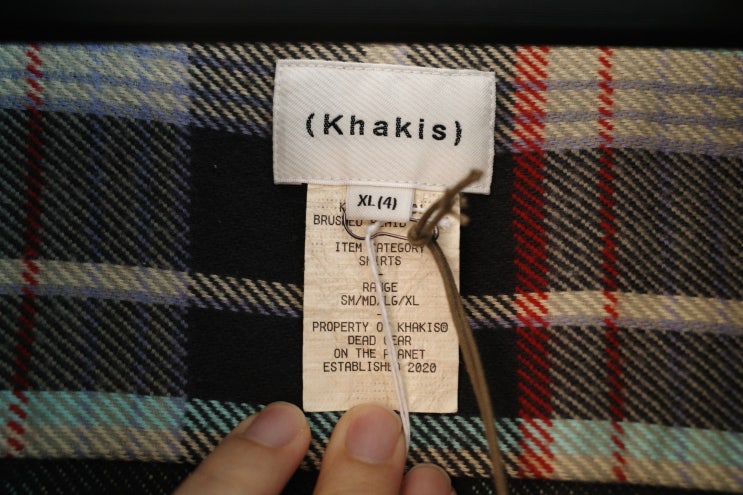 (Khakis)
XL(4)
BRUSHED
ITEM CATEGORY
SHIRTS
-
RANGE
SM/MD/LG/XL
-
PROPERTY OF KHAKIS®
DEAD GEAR
ON THE PLANET
ESTABLISHED 2020